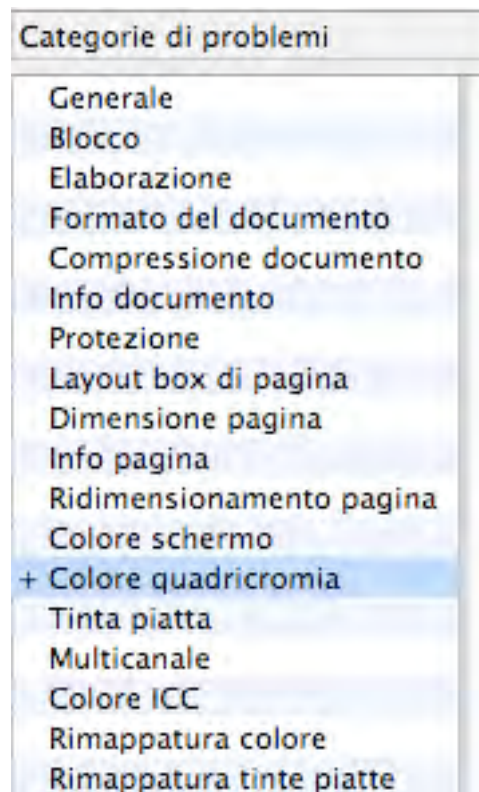 Categorie di problemi
Generale
Blocco
Elaborazione
Formato del documento
Compressione documento
Info documento
Protezione
Layout box di pagina
Dimensione pagina
Info pagina
Ridimensionamento pagina
Colore schermo
+ Colore quadricromia
Tinta piatta
Multicanale
Colore ICC
Rimappatura colore
Rimappatura tinte piatte